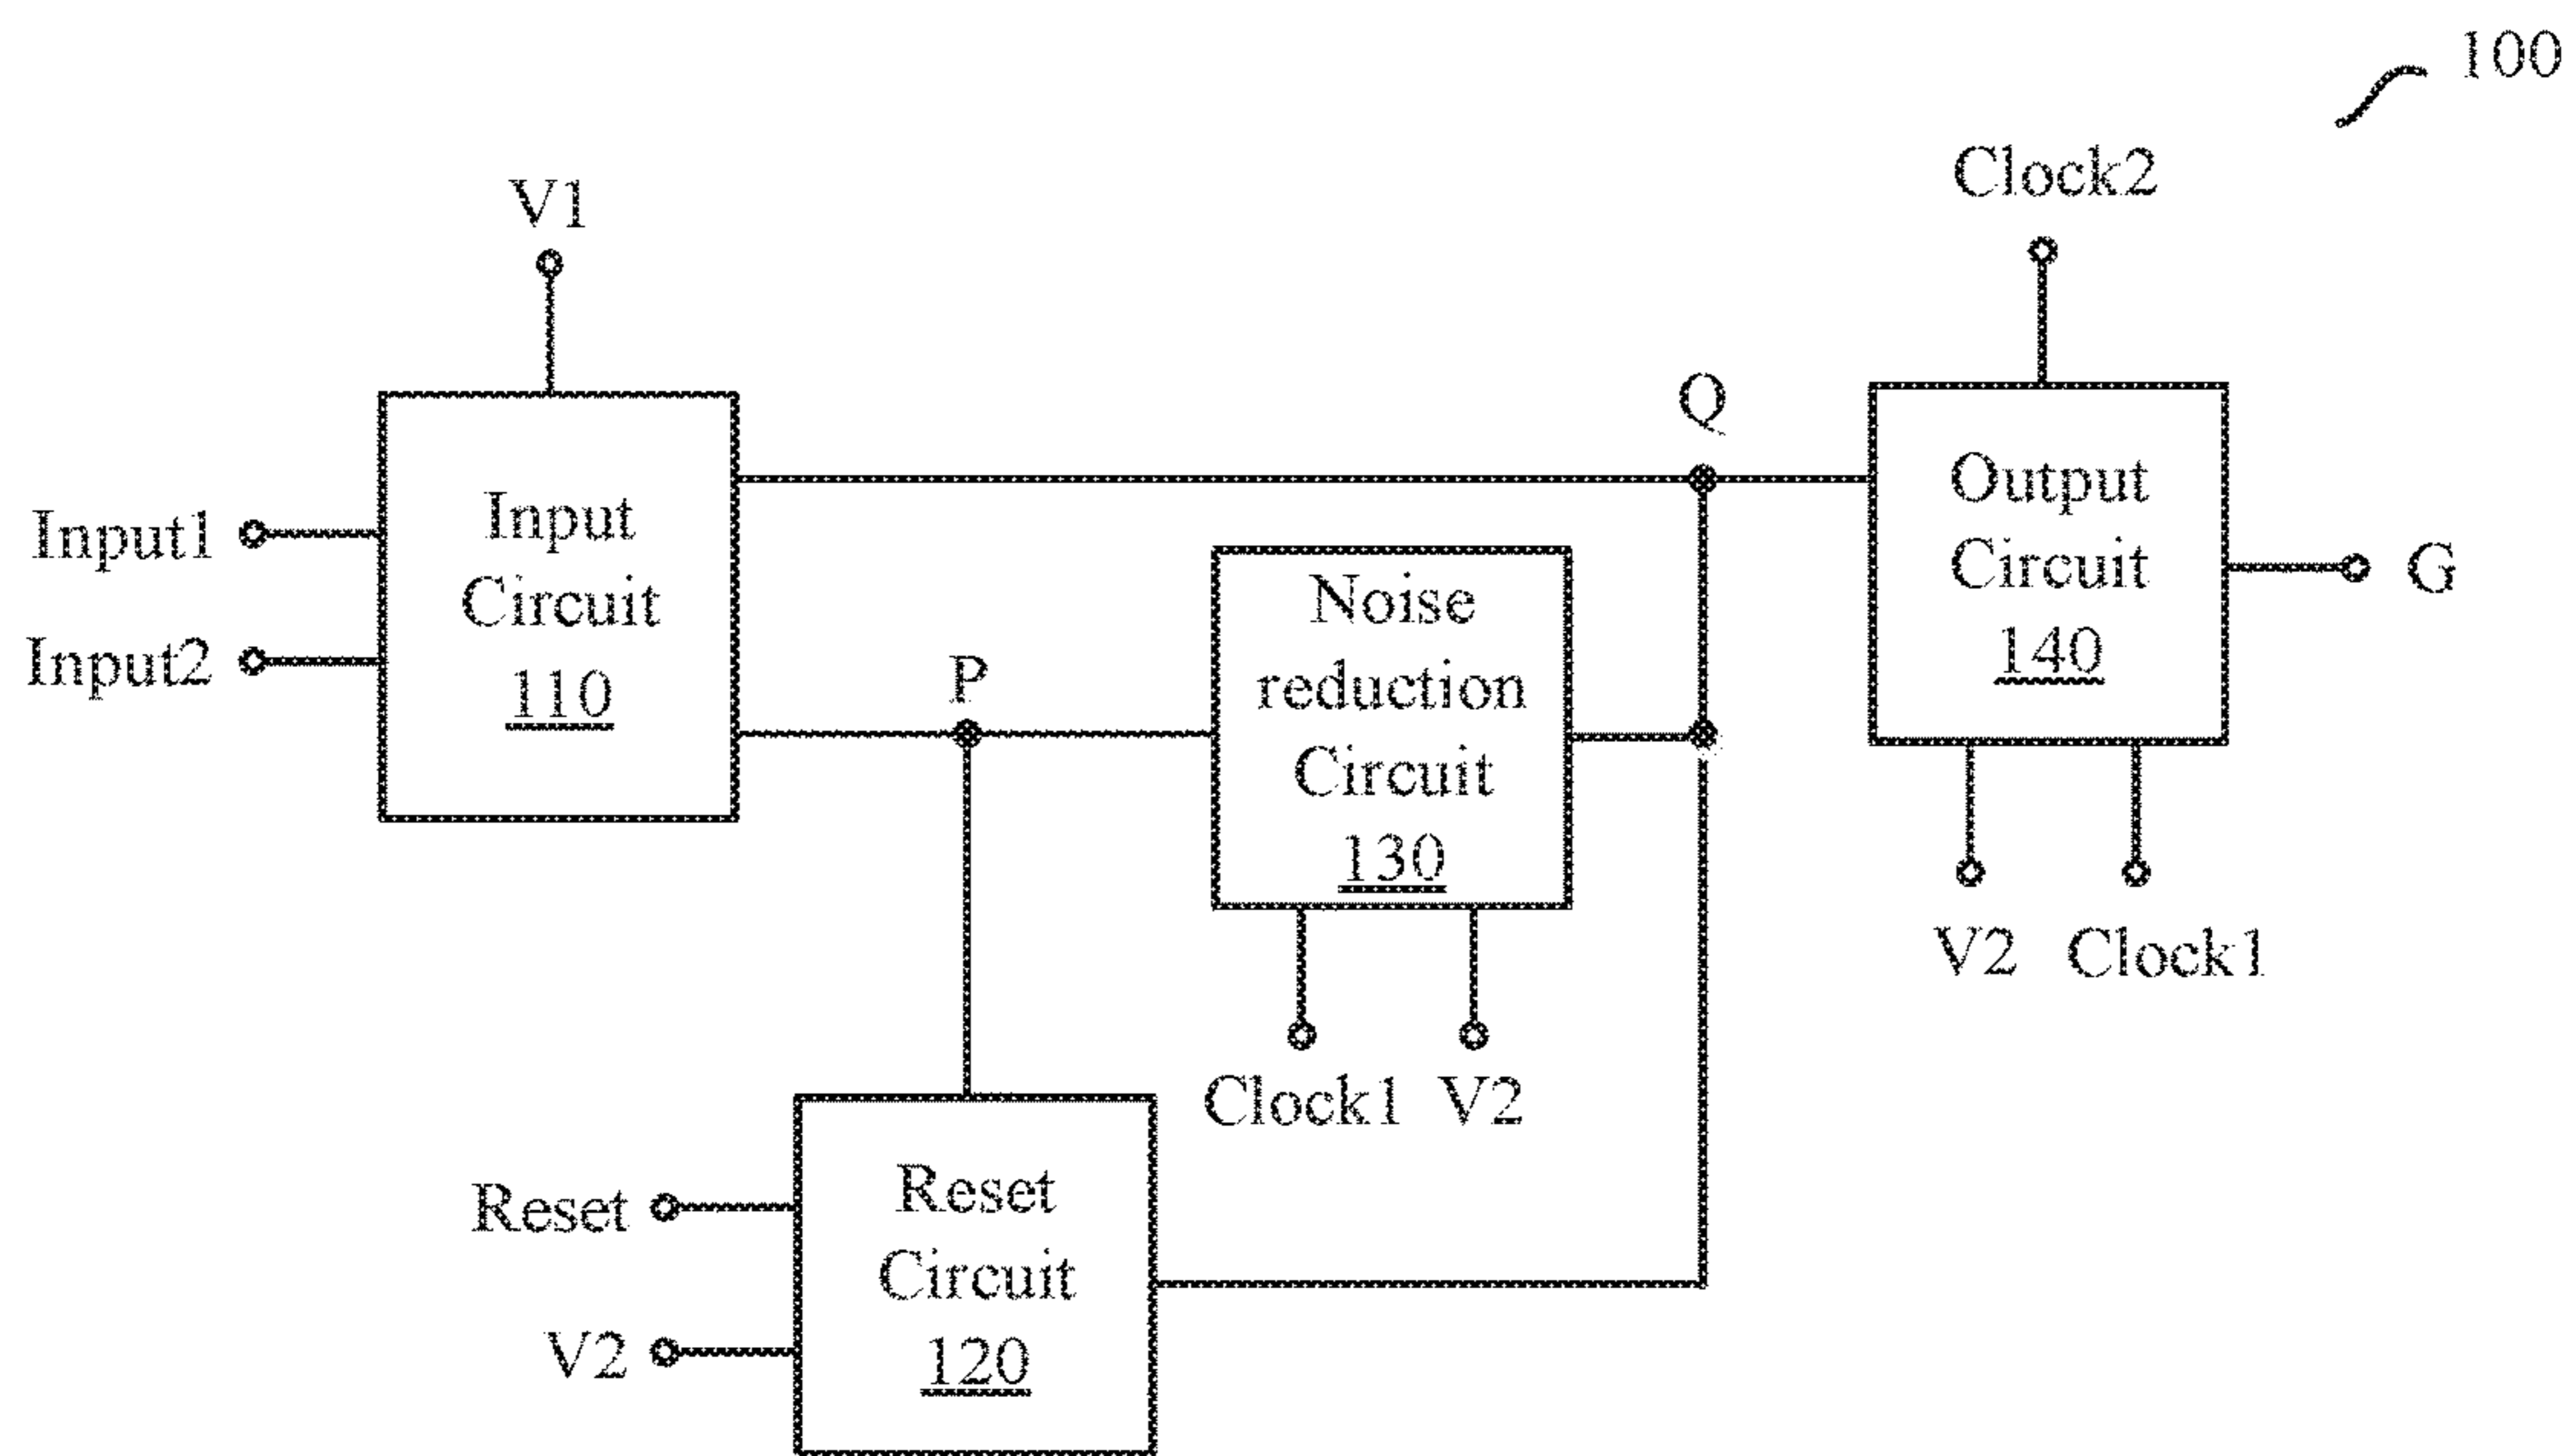 100
Clock2
V1
Q
Input1
Input2
Input
Circuit
110
P
Noise
reduction
Circuit
130
Output
Circuit
140
G
V2 Clock1
Clock1 V2
Reset
V2
Reset
Circuit
120